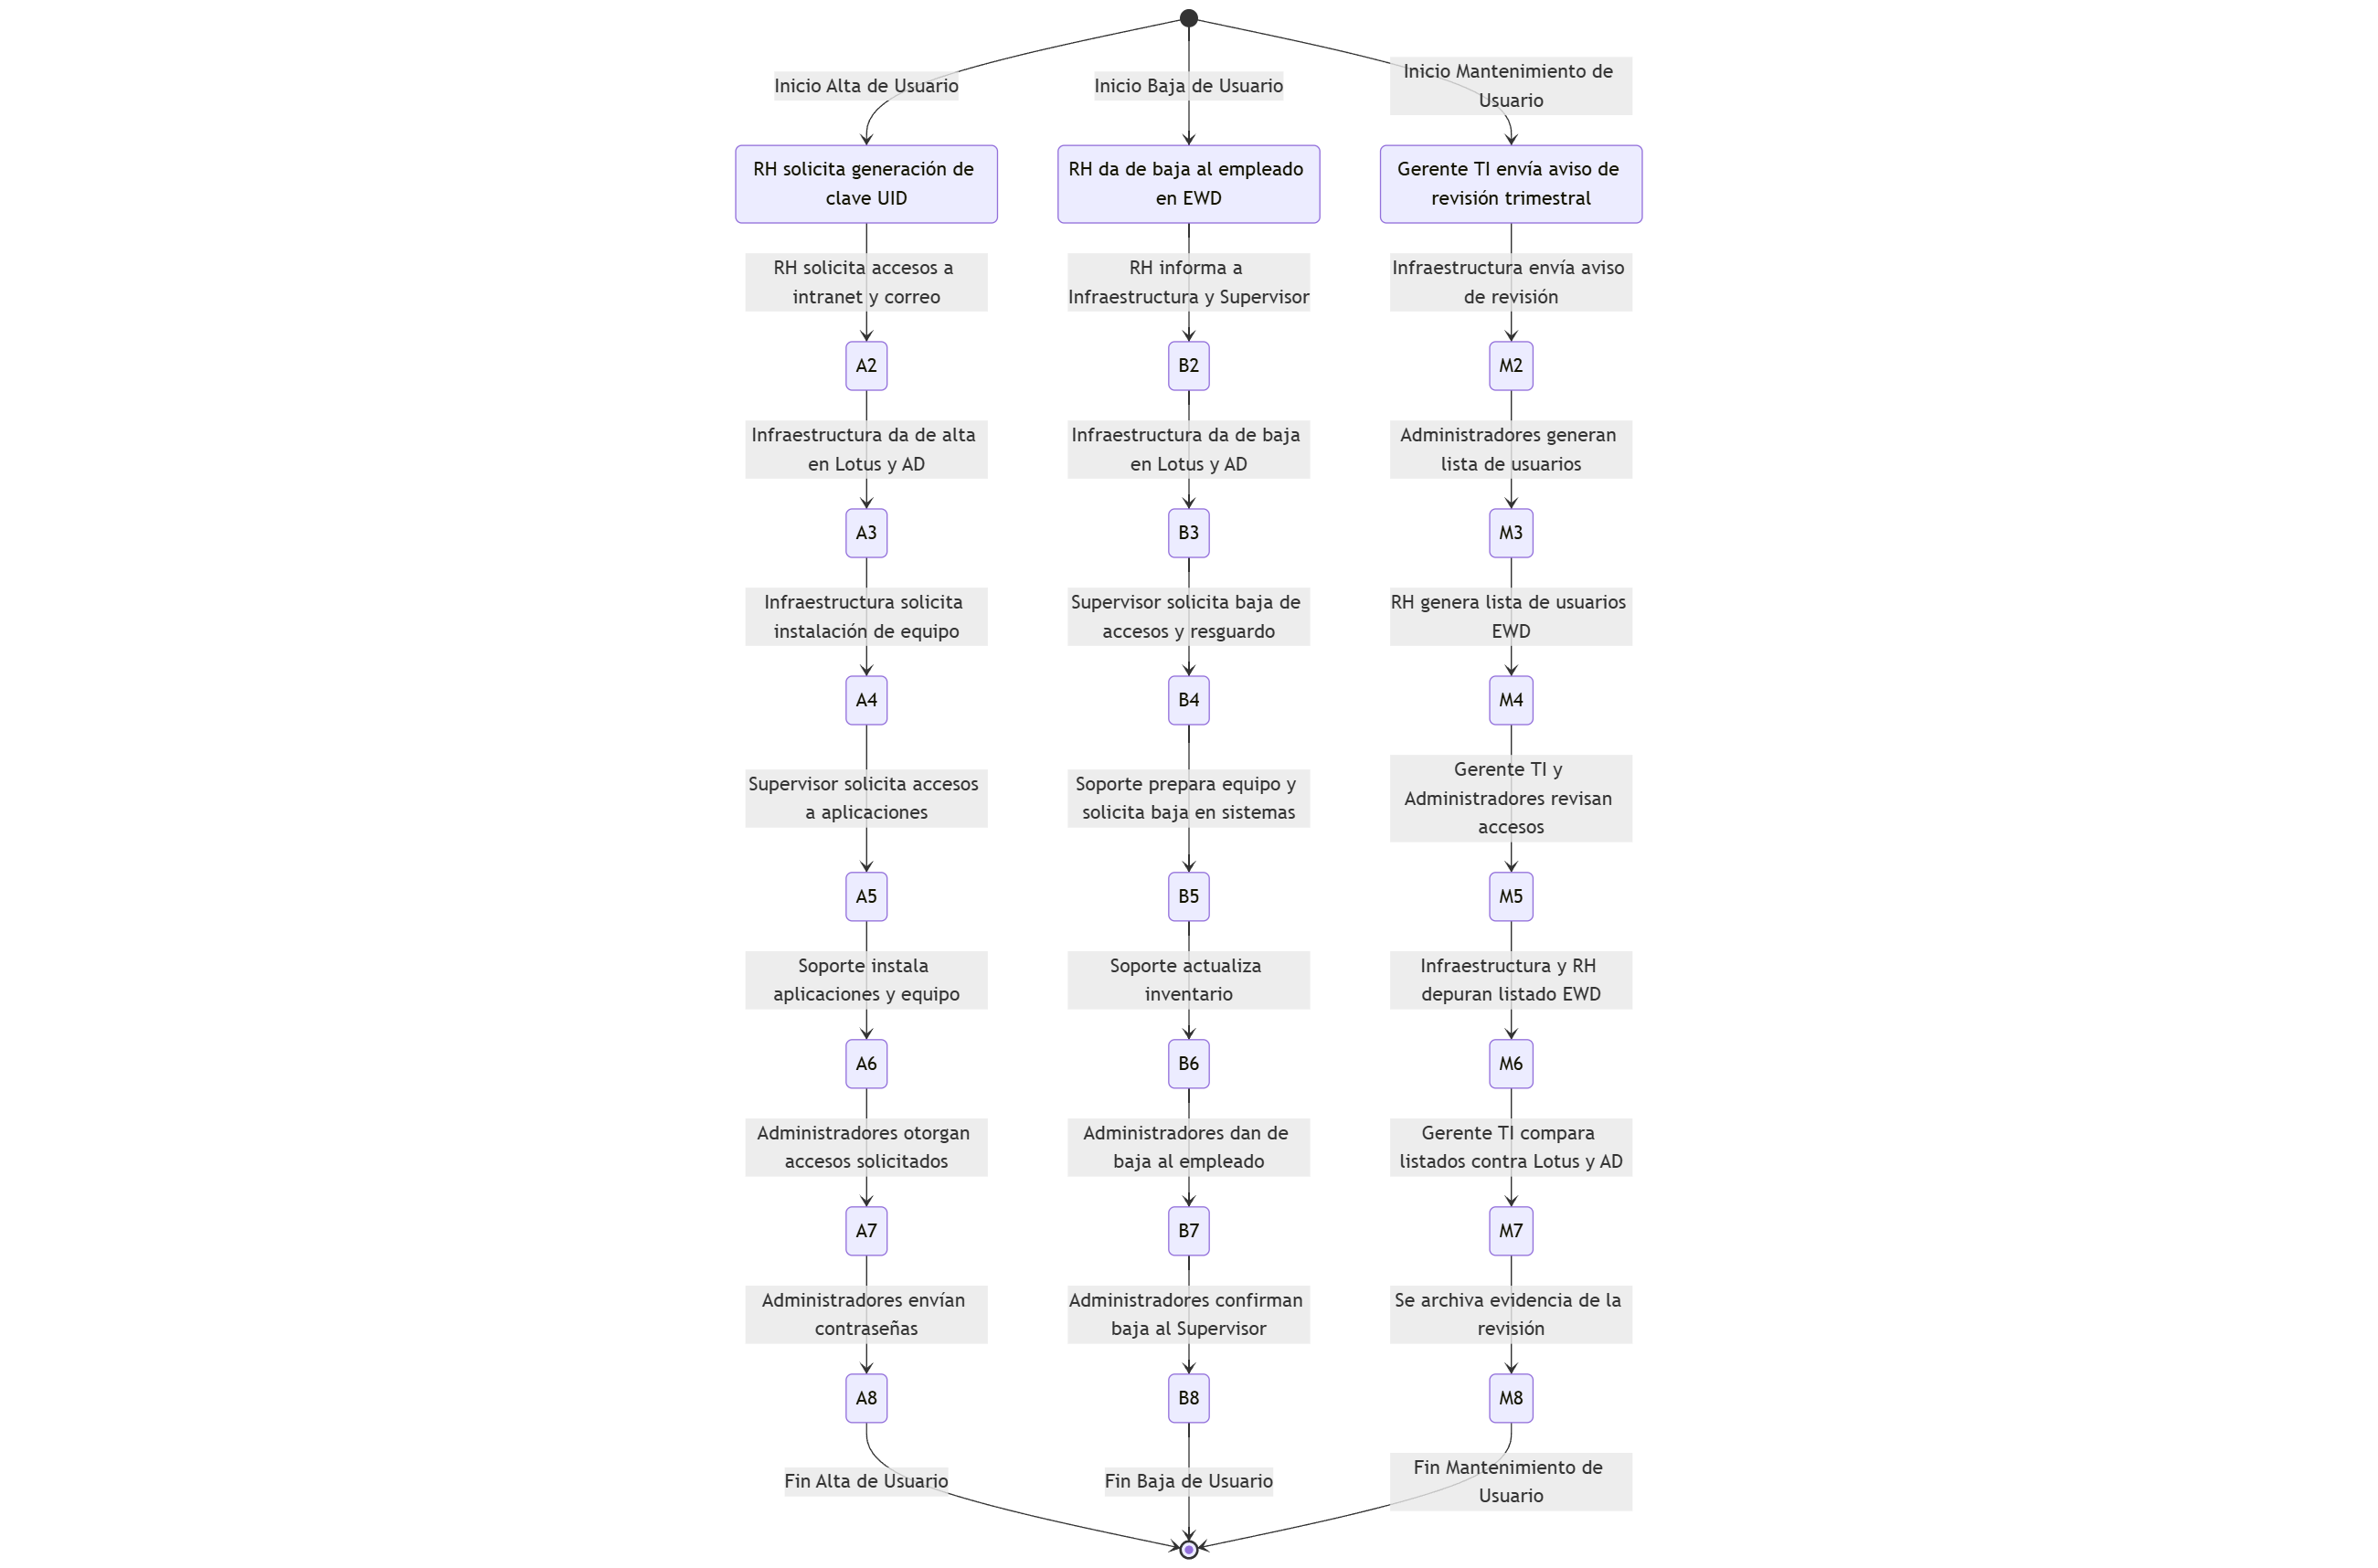 Inicio Alta de Usuario
Inicio Baja de Usuario
Inicio Mantenimiento de
Usuario
RH solicita generación de
clave UID
RH da de baja al empleado
en EWD
Gerente TI envía aviso de
revisión trimestral
RH solicita accesos a
intranet y correo
RH informa a
Infraestructura y Supervisor
Infraestructura envía aviso
de revisión
A2
B2
M2
Infraestructura da de alta
en Lotus y AD
Infraestructura da de baja
en Lotus y AD
Administradores generan
lista de usuarios
A3
B3
M3
Infraestructura solicita
instalación de equipo
Supervisor solicita baja de
accesos y resguardo
RH genera lista de usuarios
EWD
A4
B4
M4
Supervisor solicita accesos
a aplicaciones
Soporte prepara equipo y
solicita baja en sistemas
Gerente TI y
Administradores revisan
accesos
A5
B5
M5
Soporte instala
aplicaciones y equipo
Soporte actualiza
inventario
Infraestructura y RH
depuran listado EWD
A6
B6
M6
Administradores otorgan
accesos solicitados
Administradores dan de
baja al empleado
Gerente TI compara
listados contra Lotus y AD
A7
B7
M7
Administradores envían
contraseñas
Administradores confirman
baja al Supervisor
Se archiva evidencia de la
revisión
A8
B8
M8
Fin Alta de Usuario
Fin Baja de Usuario
Fin Mantenimiento de
Usuario